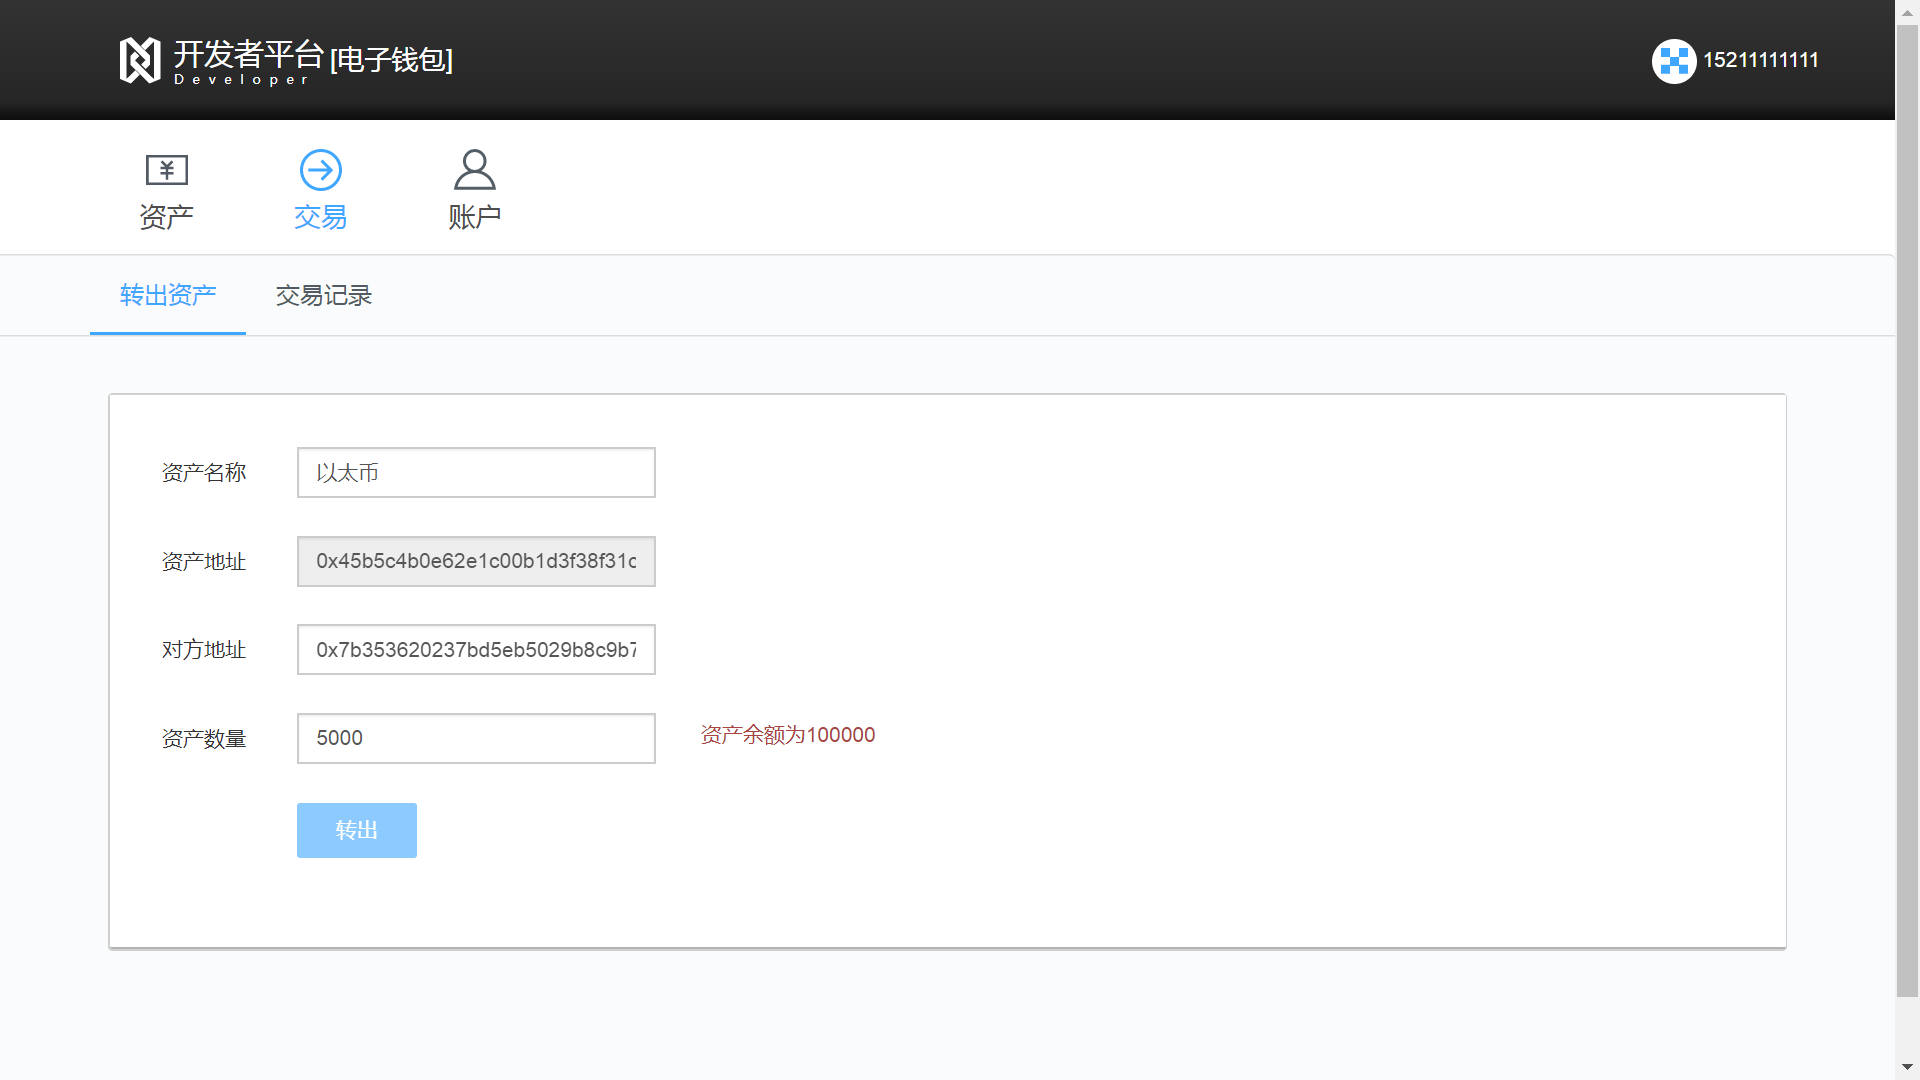 开发者平台 [电子钱包]
Developer
15211111111
资产
交易
账户
转出资产
交易记录
资产名称
以太币
资产地址
0x45b5c4b0e62e1c00b1d3f38f31c
对方地址
0x7b353620237bd5eb5029b8c9b7
资产数量
5000
资产余额为100000
转出